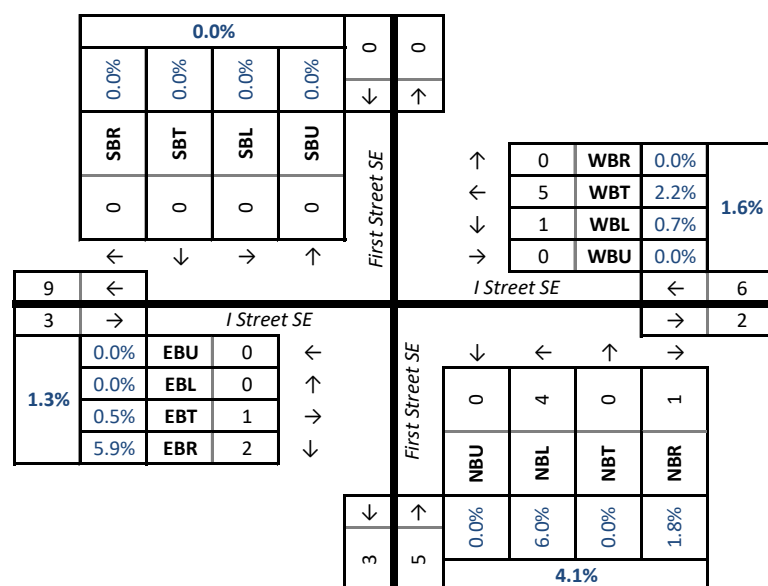 0.0%
0.0% 0.0% 0.0% 0.0%
SBR SBT SBL SBU
0 0 0 0
← ↓ → ↑
0 0
↓ ↑
First Street SE
↑ 0 WBR 0.0%
← 5 WBT 2.2%
↓ 1 WBL 0.7%
→ 0 WBU 0.0%
1.6%
9 ←
3 →
I Street SE
← 6
→ 2
I Street SE
1.3%
0.0% EBU 0 ←
0.0% EBL 0 ↑
0.5% EBT 1 →
5.9% EBR 2 ↓
First Street SE
↓ ← ↑ →
0 4 0 1
NBU NBL NBT NBR
0.0% 6.0% 0.0% 1.8%
4.1%
↓ ↑
3 5